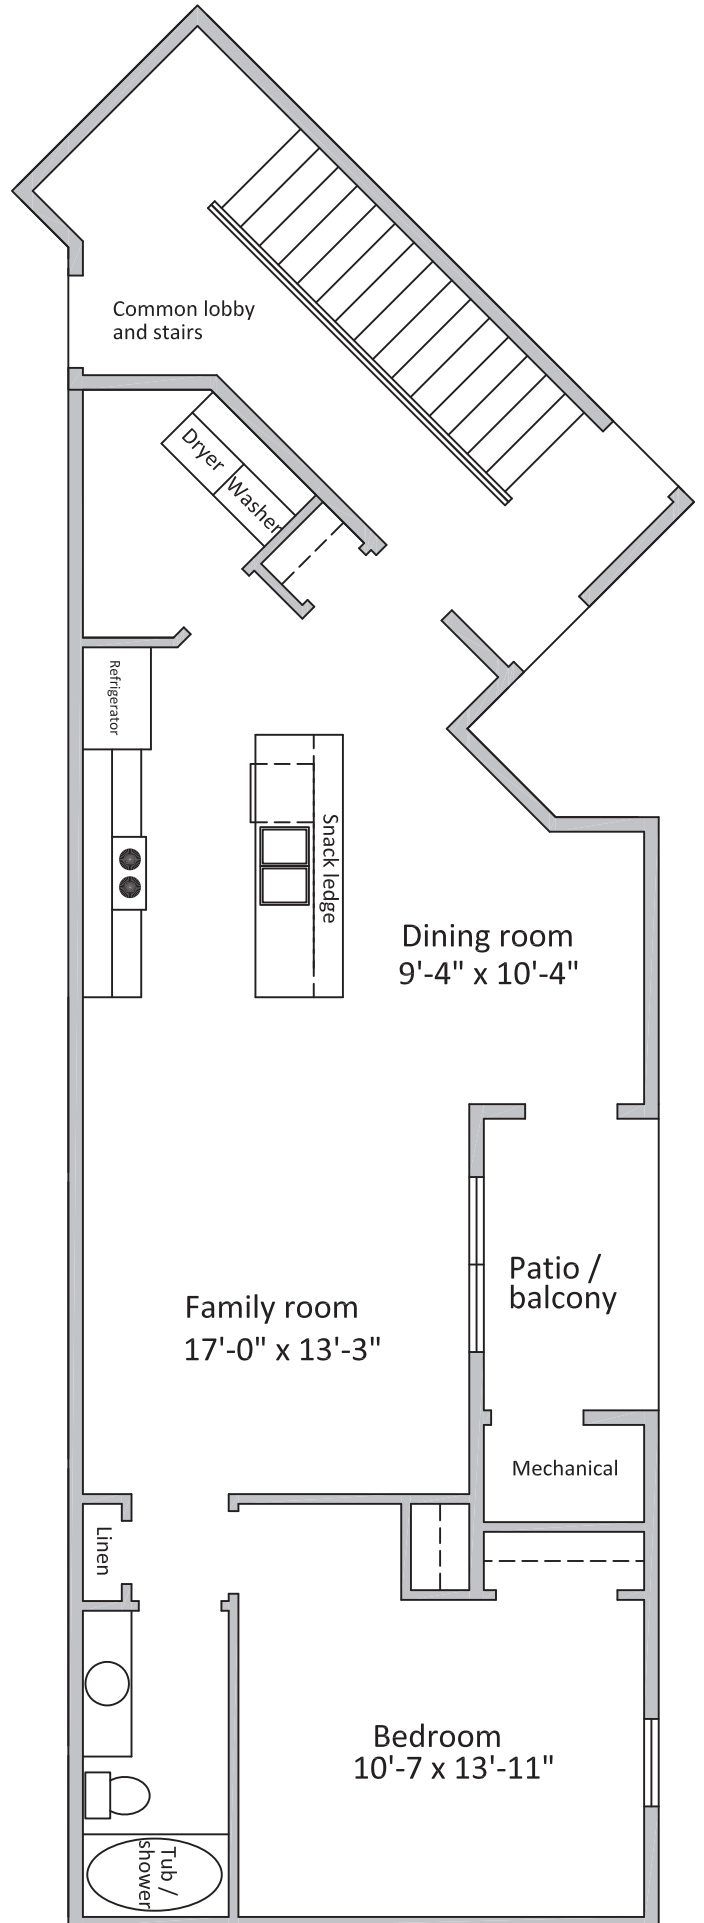 Common lobby
and stairs
Dryer
Washer
Refrigerator
Snack ledge
Dining room
9'-4" x 10'-4"
Patio /
balcony
Family room
17'-0" x 13'-3"
Mechanical
Linen
Bedroom
10'-7 x 13'-11"
Tub /
shower